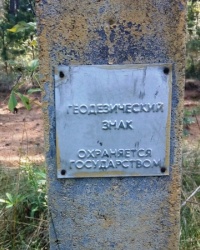 ГЕОДЕЗИЧЕСКИЙ
ЗНАК
ОХРАНЯЕТСЯ
ГОСУДАРСТВОМ